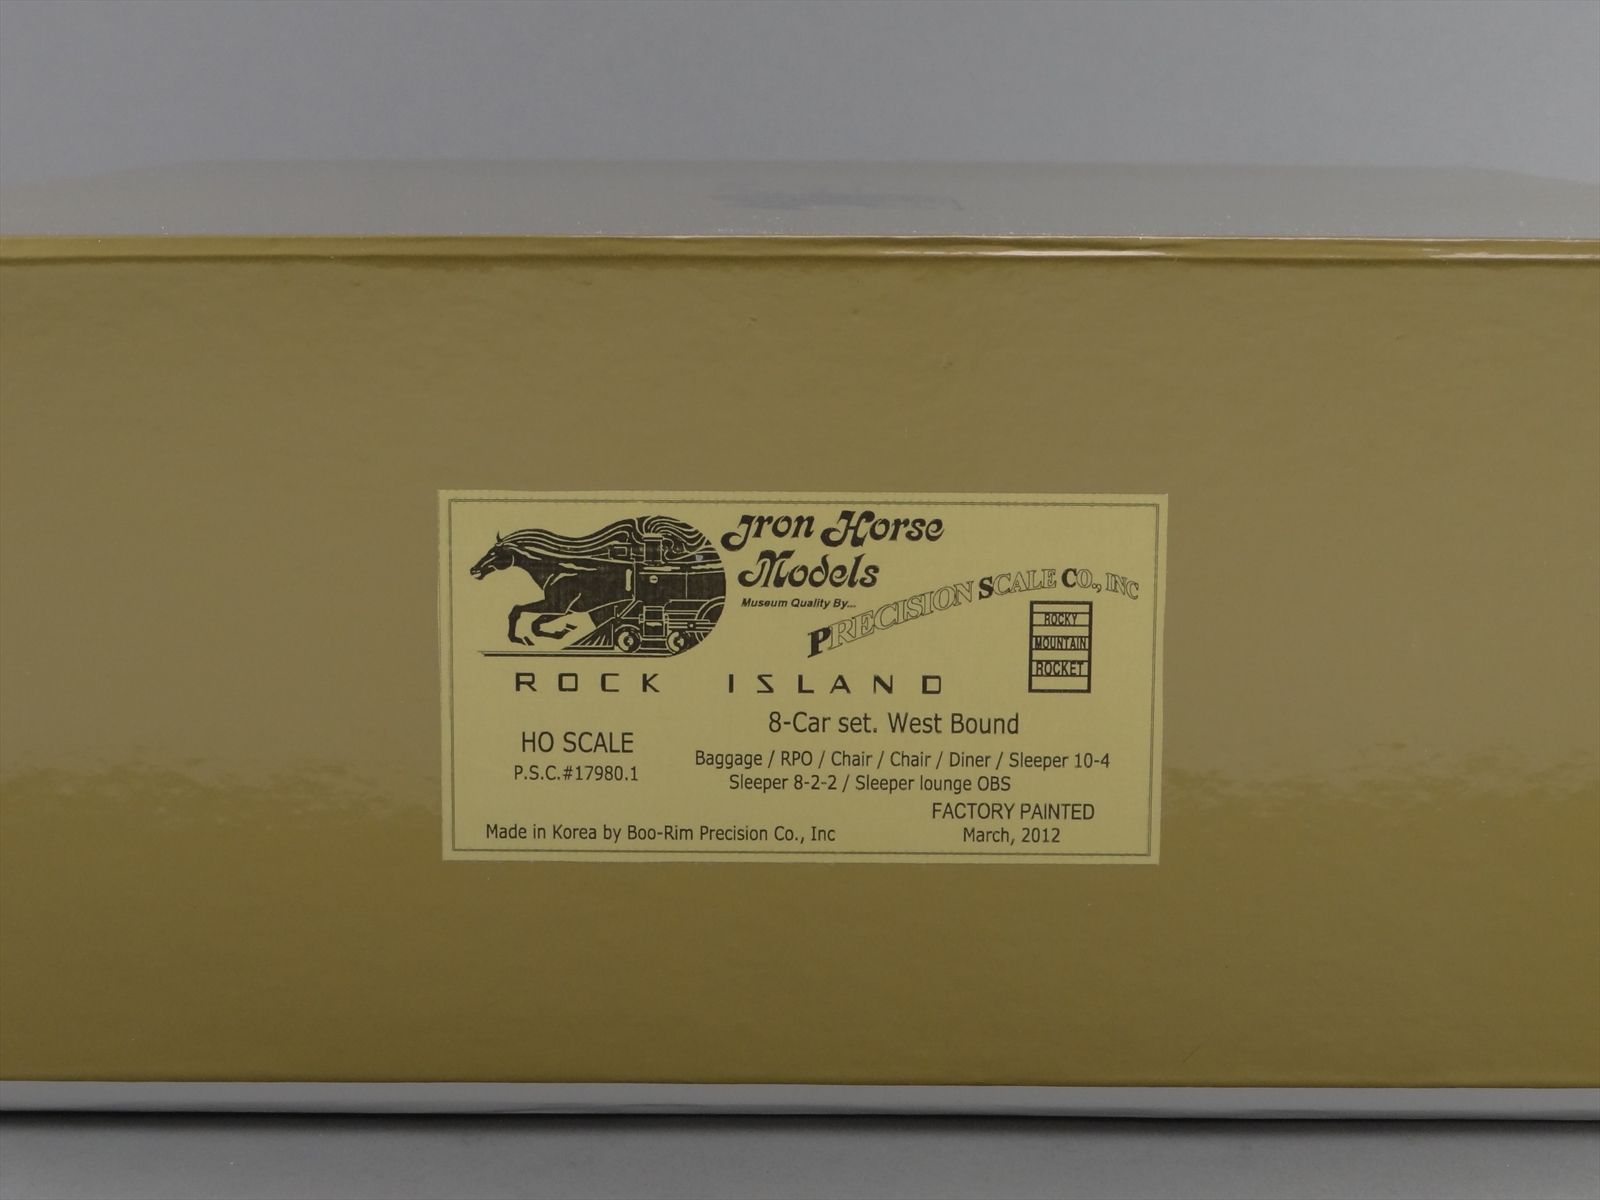 Iron Horse
Models
Museum Quality By...
PRECISION SCALE CO., INC
ROCKY
MOUNTAIN
ROCKET
ROCK ISLAND
8-Car set. West Bound
HO SCALE
P.S.C.#17980.1
Baggage / RPO / Chair / Chair / Diner / Sleeper 10-4
Sleeper 8-2-2 / Sleeper lounge OBS
FACTORY PAINTED
Made in Korea by Boo-Rim Precision Co., Inc
March, 2012